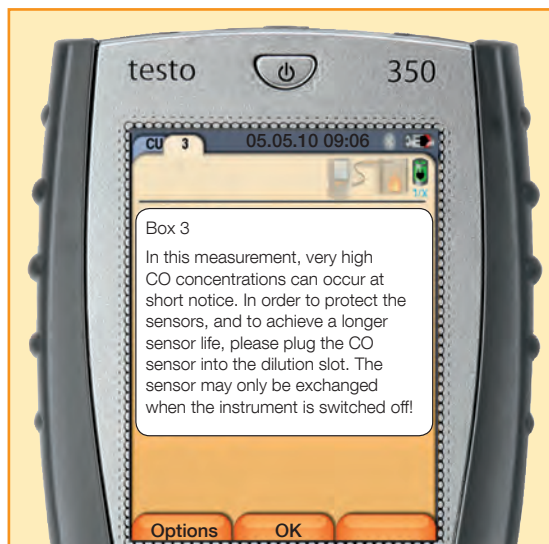 testo 350
CU 3 05.05.10 09:06
1/X
Box 3
In this measurement, very high
CO concentrations can occur at
short notice. In order to protect the
sensors, and to achieve a longer
sensor life, please plug the CO
sensor into the dilution slot. The
sensor may only be exchanged
when the instrument is switched off!
Options OK